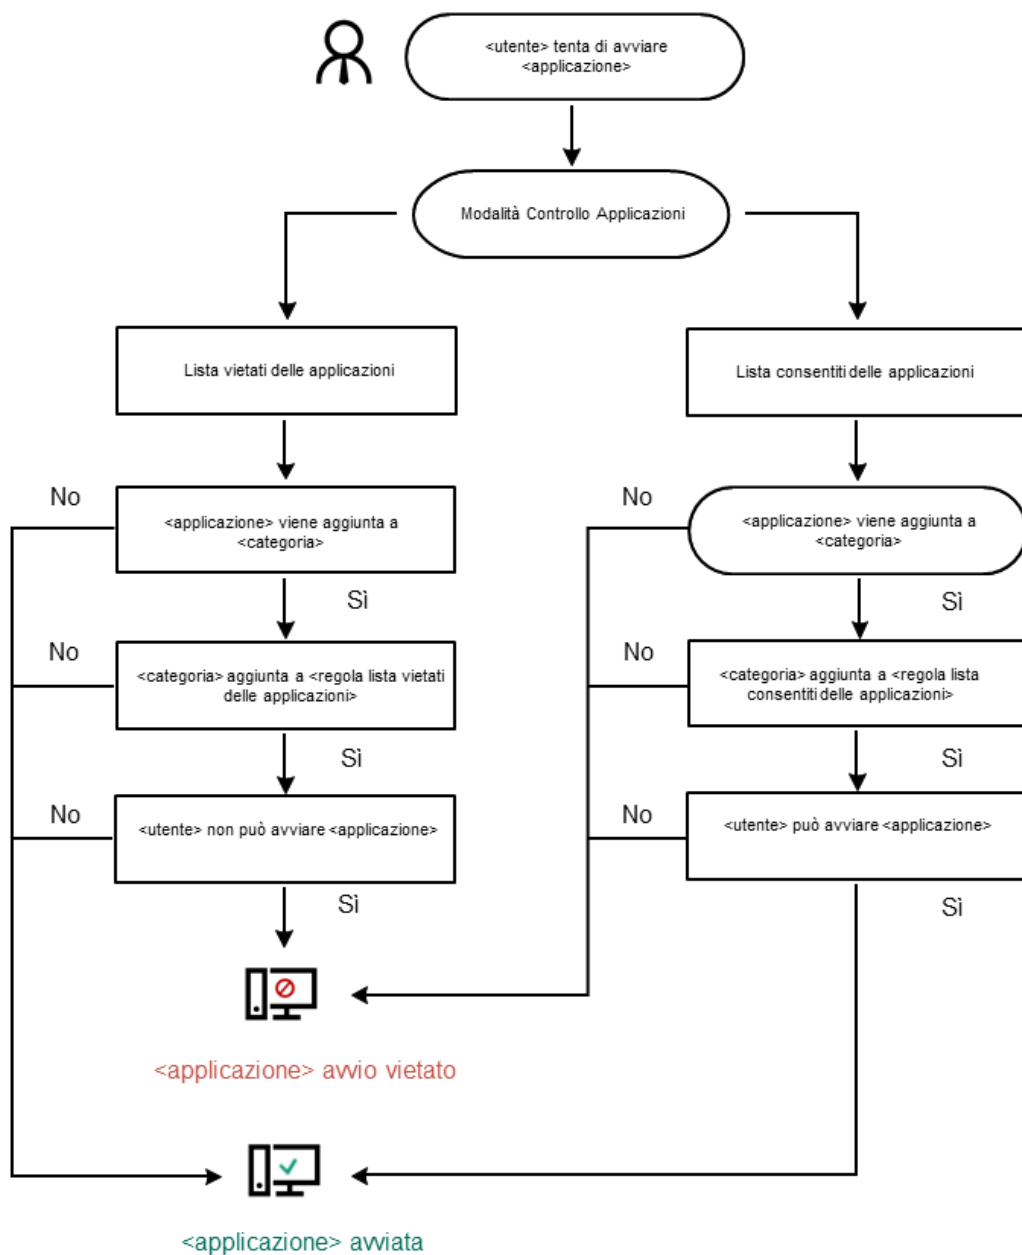 <utente> tenta di avviare
<applicazione>
Modalità Controllo Applicazioni
Lista vietati delle applicazioni
Lista consentiti delle applicazioni
No
<applicazione> viene aggiunta a
<categoria>
No
<applicazione> viene aggiunta a
<categoria>
Sì
Sì
No
<categoria> aggiunta a <regola lista vietati
delle applicazioni>
No
<categoria> aggiunta a <regola lista
consentiti delle applicazioni>
Sì
Sì
No
<utente> non può avviare <applicazione>
No
<utente> può avviare <applicazione>
Sì
Sì
<applicazione> avvio vietato
<applicazione> avviata